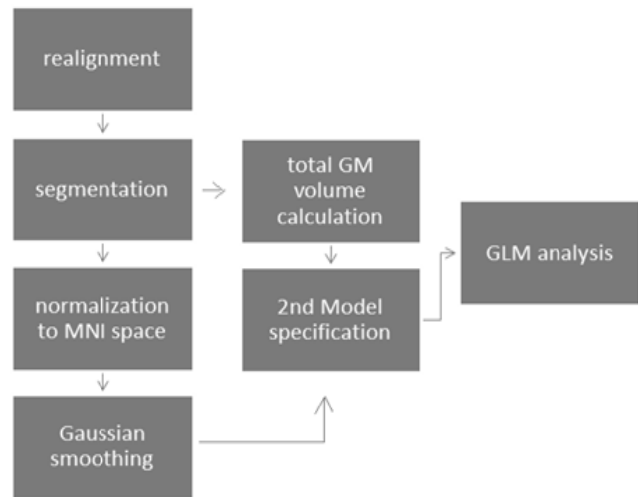 realignment
segmentation
total GM
volume
calculation
normalization
to MNI space
2nd Model
specification
GLM analysis
Gaussian
smoothing